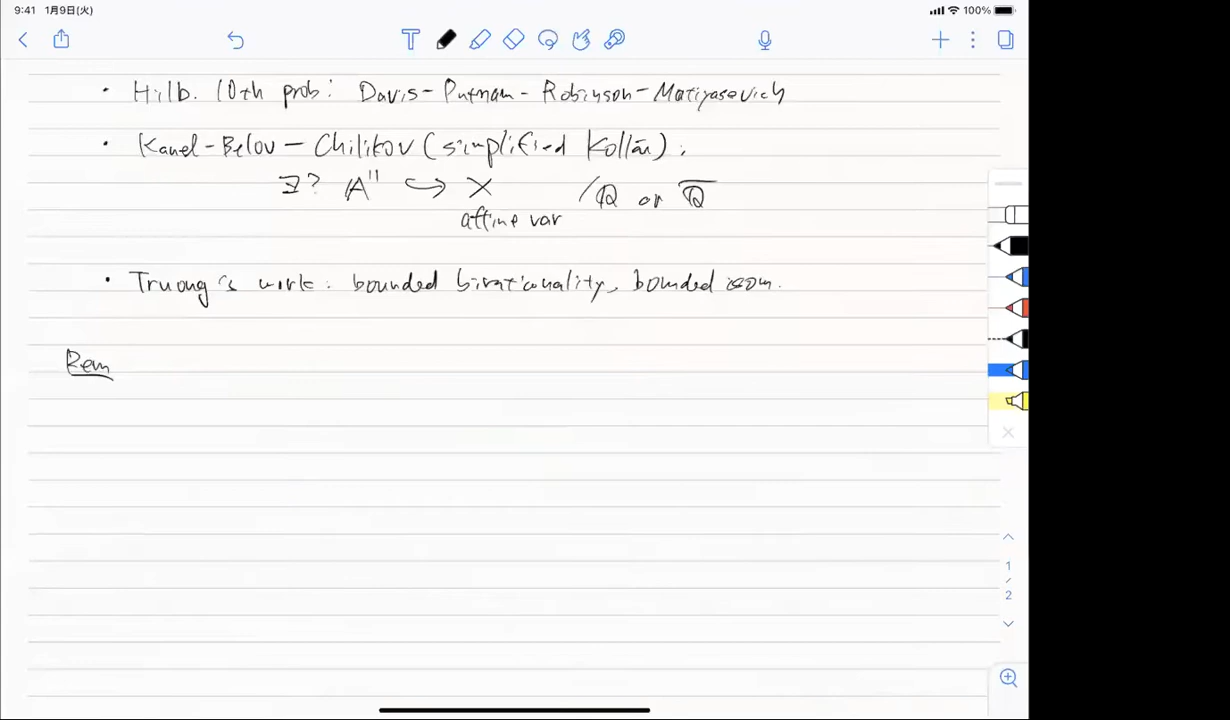 9:41 1月9日(火) 100%
• Hilb. 10th prob: Davis-Putnam-Robinson-Matiyasevich
• Kanel-Belov-Chilikov (simplified Kollár):
∃? 𝔸ⁿ ↪ X /ℚ or ℚ̅
affine var
• Truong's work: bounded birationality, bounded isom.
Rem
1
/
2